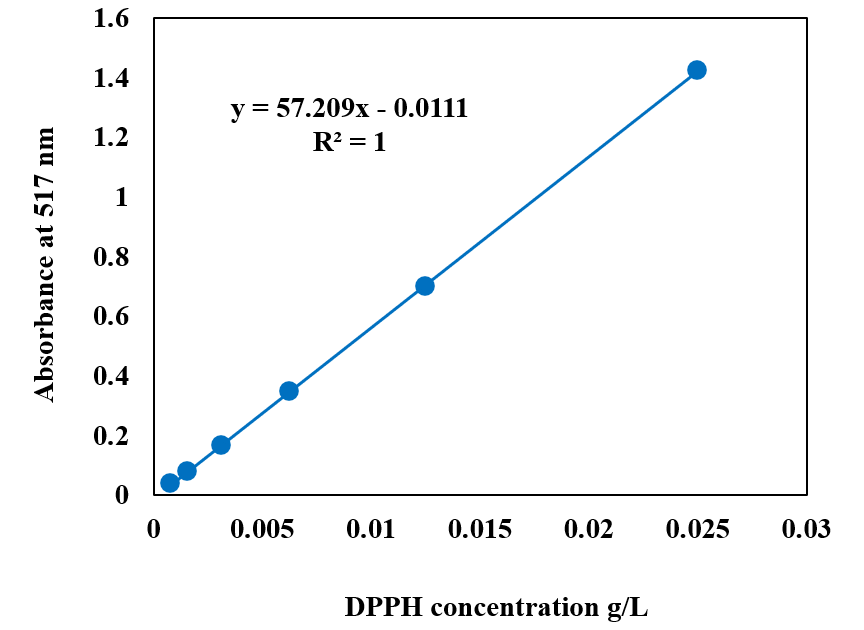 1.6
1.4
1.2
1
0.8
0.6
0.4
0.2
0
y = 57.209x - 0.0111
R² = 1
Absorbance at 517 nm
0 0.005 0.01 0.015 0.02 0.025 0.03
DPPH concentration g/L